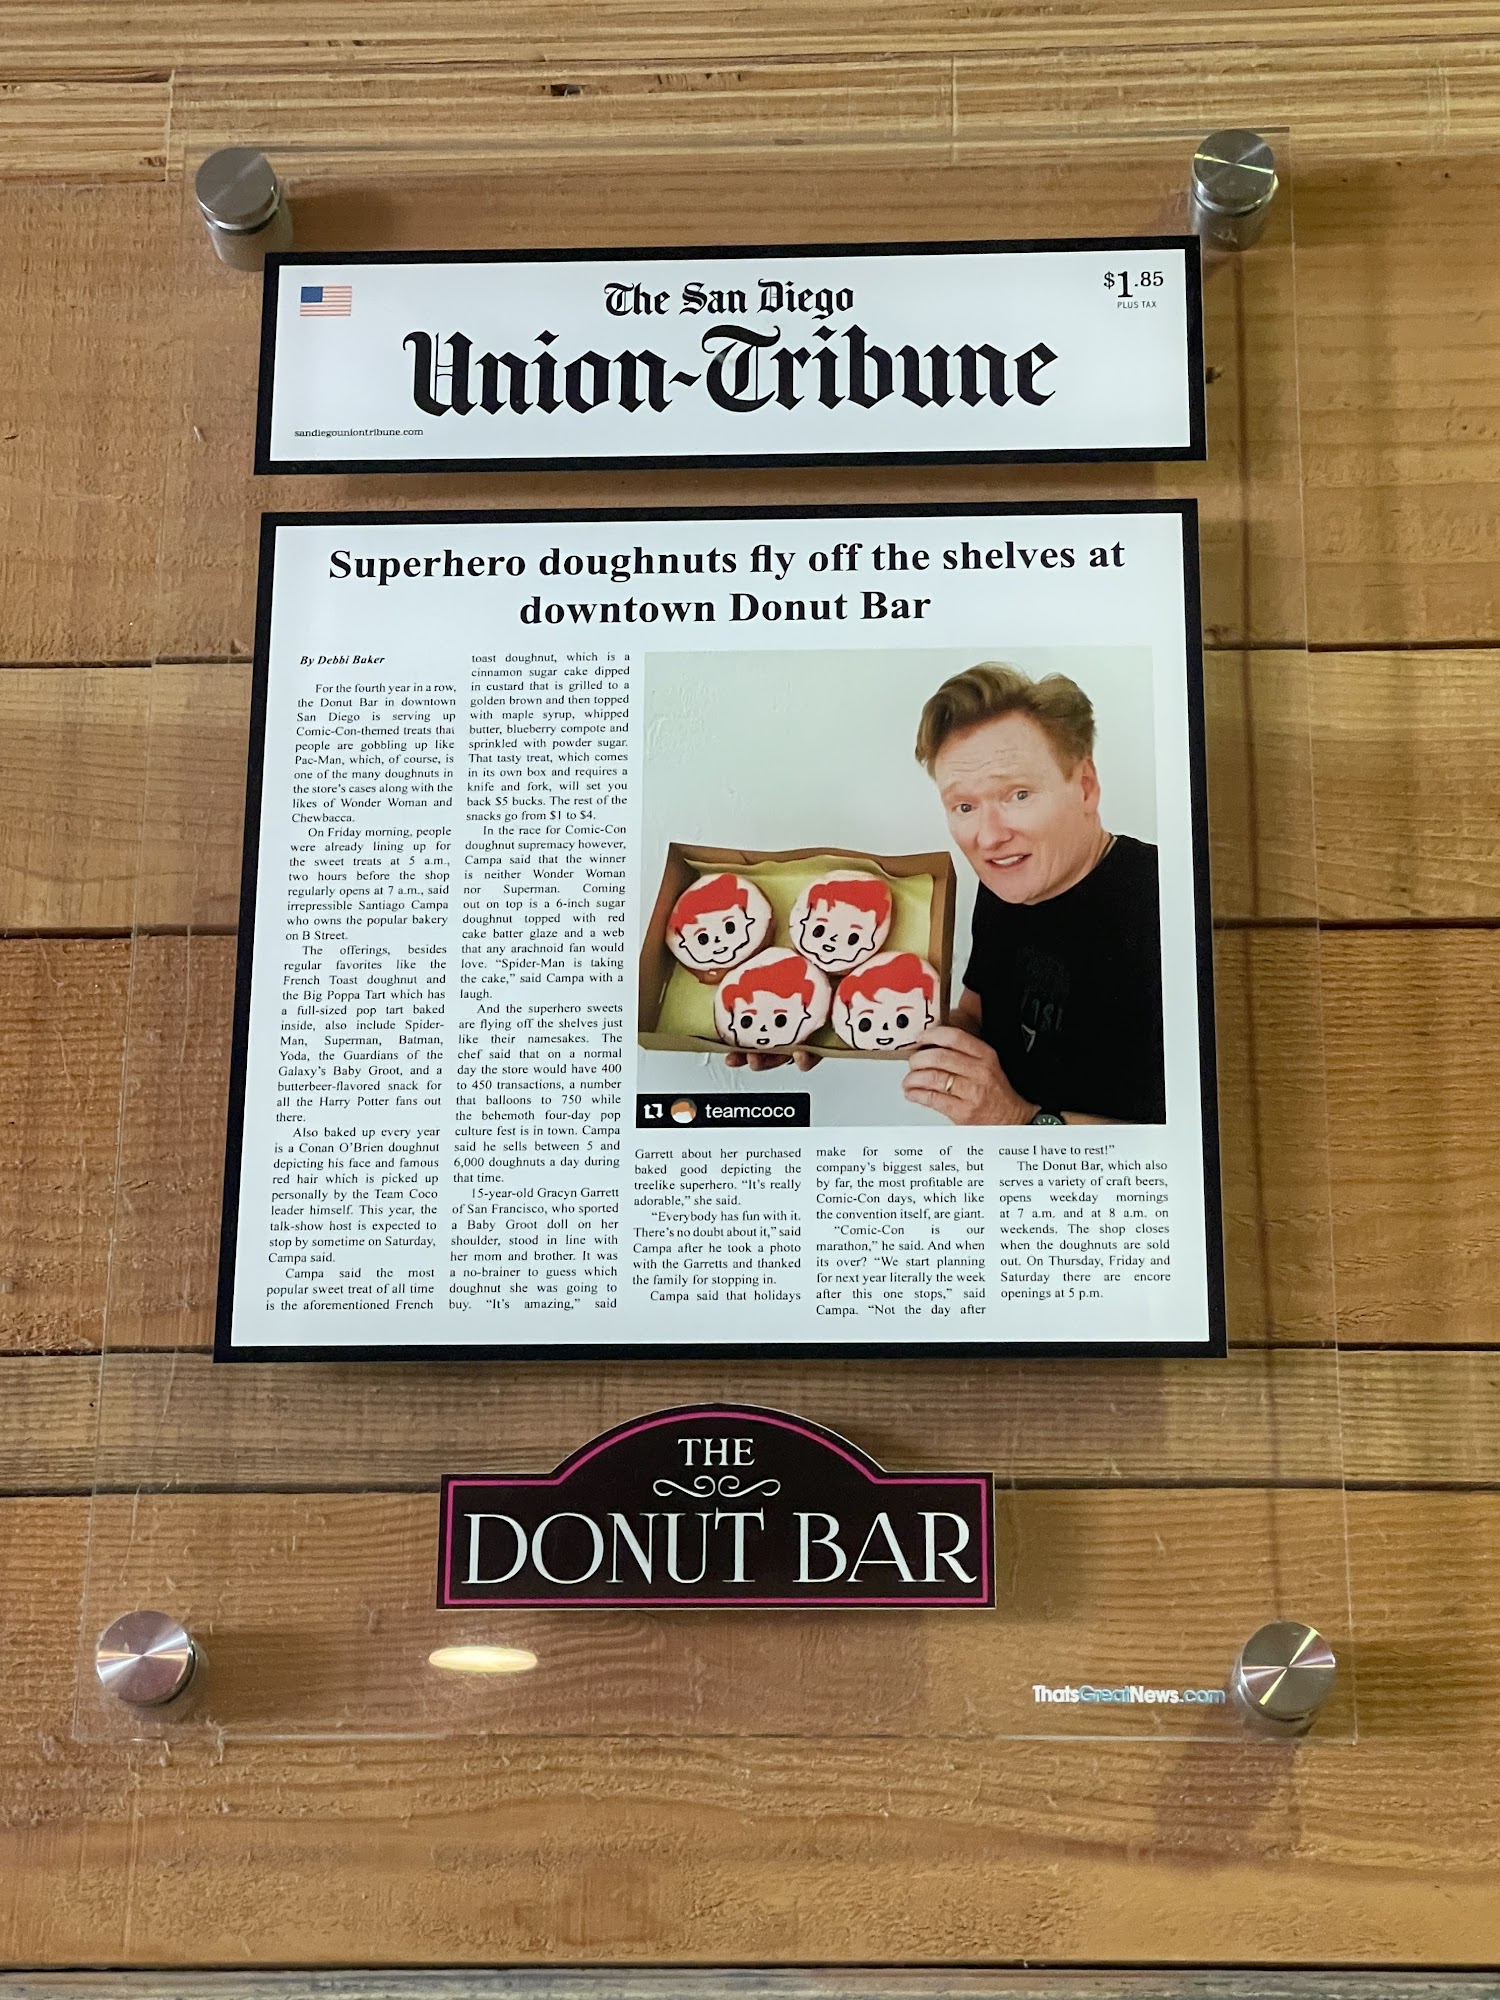 The San Diego
$1.85
PLUS TAX
Union-Tribune
sandiegouniontribune.com
Superhero doughnuts fly off the shelves at
downtown Donut Bar
By Debbi Baker
For the fourth year in a row,
the Donut Bar in downtown
San Diego is serving up
Comic-Con-themed treats that
people are gobbling up like
Pac-Man, which, of course, is
one of the many doughnuts in
the store's cases along with the
likes of Wonder Woman and
Chewbacca.
On Friday morning, people
were already lining up for
the sweet treats at 5 a.m.,
two hours before the shop
regularly opens at 7 a.m., said
irrepressible Santiago Campa
who owns the popular bakery
on B Street.
The offerings, besides
regular favorites like the
French Toast doughnut and
the Big Poppa Tart which has
a full-sized pop tart baked
inside, also include Spider-
Man, Superman, Batman,
Yoda, the Guardians of the
Galaxy's Baby Groot, and a
butterbeer-flavored snack for
all the Harry Potter fans out
there.
Also baked up every year
is a Conan O'Brien doughnut
depicting his face and famous
red hair which is picked up
personally by the Team Coco
leader himself. This year, the
talk-show host is expected to
stop by sometime on Saturday,
Campa said.
Campa said the most
popular sweet treat of all time
is the aforementioned French
toast doughnut, which is a
cinnamon sugar cake dipped
in custard that is grilled to a
golden brown and then topped
with maple syrup, whipped
butter, blueberry compote and
sprinkled with powder sugar.
That tasty treat, which comes
in its own box and requires a
knife and fork, will set you
back $5 bucks. The rest of the
snacks go from $1 to $4.
In the race for Comic-Con
doughnut supremacy however,
Campa said that the winner
is neither Wonder Woman
nor Superman. Coming
out on top is a 6-inch sugar
doughnut topped with red
cake batter glaze and a web
that any arachnoid fan would
love. "Spider-Man is taking
the cake," said Campa with a
laugh.
And the superhero sweets
are flying off the shelves just
like their namesakes. The
chef said that on a normal
day the store would have 400
to 450 transactions, a number
that balloons to 750 while
the behemoth four-day pop
culture fest is in town. Campa
said he sells between 5 and
6,000 doughnuts a day during
that time.
15-year-old Gracyn Garrett
of San Francisco, who sported
a Baby Groot doll on her
shoulder, stood in line with
her mom and brother. It was
a no-brainer to guess which
doughnut she was going to
buy. "It's amazing," said
teamcoco
Garrett about her purchased
baked good depicting the
treelike superhero. "It's really
adorable," she said.
"Everybody has fun with it.
There's no doubt about it," said
Campa after he took a photo
with the Garretts and thanked
the family for stopping in.
Campa said that holidays
make for some of the
company's biggest sales, but
by far, the most profitable are
Comic-Con days, which like
the convention itself, are giant.
"Comic-Con is our
marathon," he said. And when
its over? "We start planning
for next year literally the week
after this one stops," said
Campa. "Not the day after
cause I have to rest!"
The Donut Bar, which also
serves a variety of craft beers,
opens weekday mornings
at 7 a.m. and at 8 a.m. on
weekends. The shop closes
when the doughnuts are sold
out. On Thursday, Friday and
Saturday there are encore
openings at 5 p.m.
THE
DONUT BAR
ThatsGreatNews.com